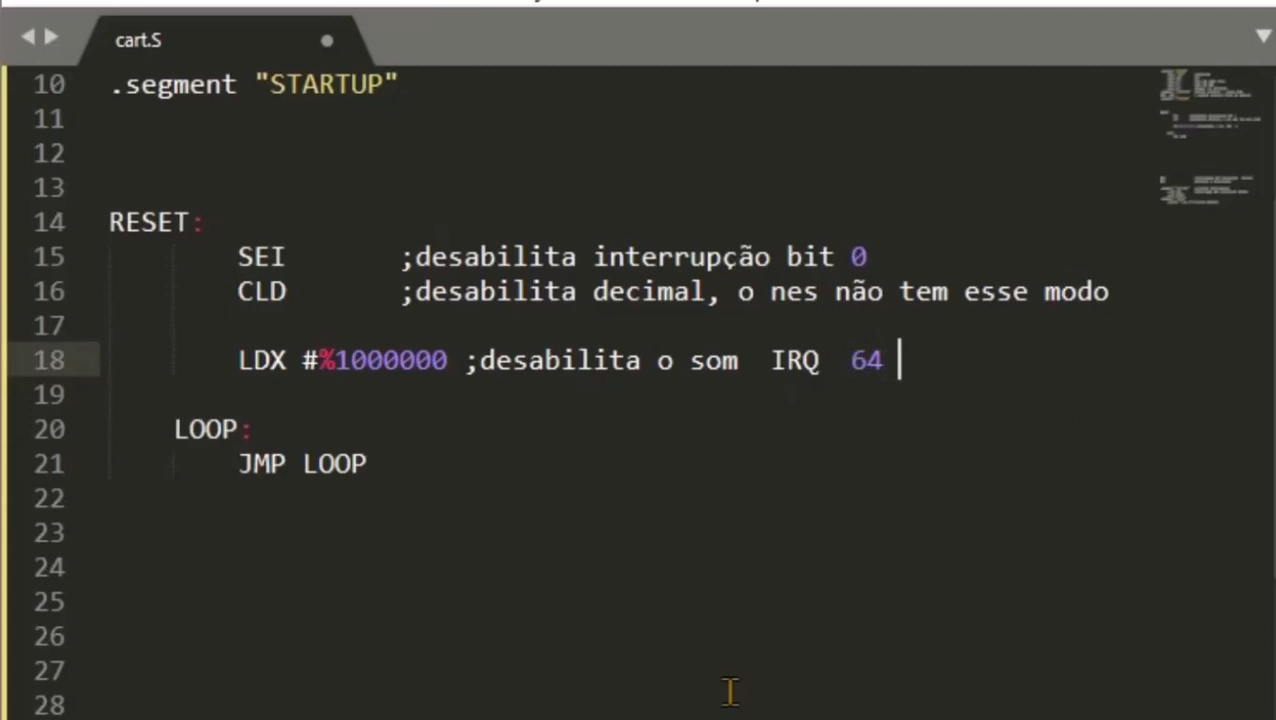 cart.S
10 .segment "STARTUP"
11
12
13
14 RESET:
15 SEI ;desabilita interrupção bit 0
16 CLD ;desabilita decimal, o nes não tem esse modo
17
18 LDX #%1000000 ;desabilita o som IRQ 64
19
20 LOOP:
21 JMP LOOP
22
23
24
25
26
27
28